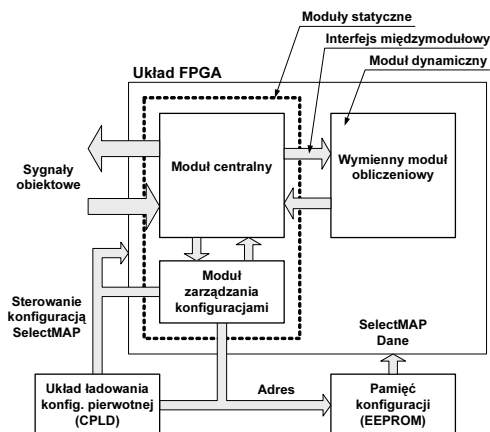 Moduły statyczne
Interfejs międzymodułowy
Moduł dynamiczny
Układ FPGA
Sygnały
obiektowe
Moduł centralny
Wymienny moduł
obliczeniowy
Moduł
zarządzania
konfiguracjami
Sterowanie
konfiguracją
SelectMAP
SelectMAP
Dane
Układ ładowania
konfig. pierwotnej
(CPLD)
Adres
Pamięć
konfiguracji
(EEPROM)